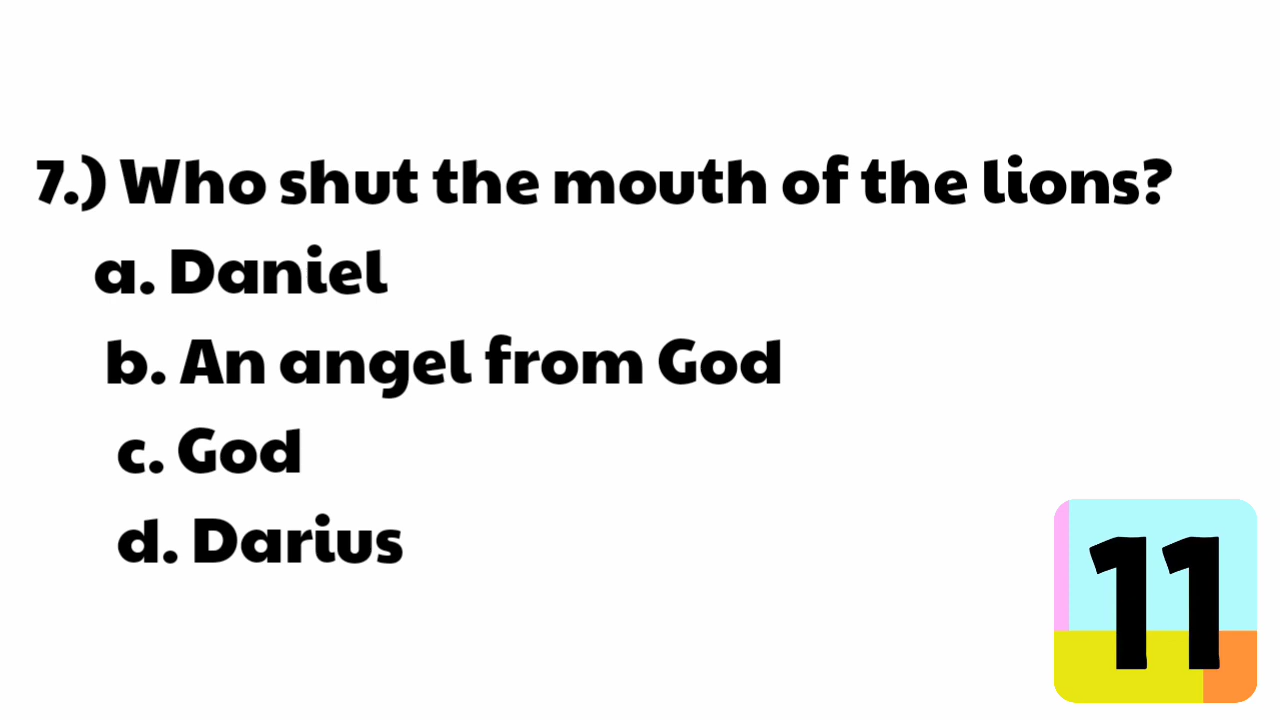 7.) Who shut the mouth of the lions?
a. Daniel
b. An angel from God
c. God
d. Darius
11